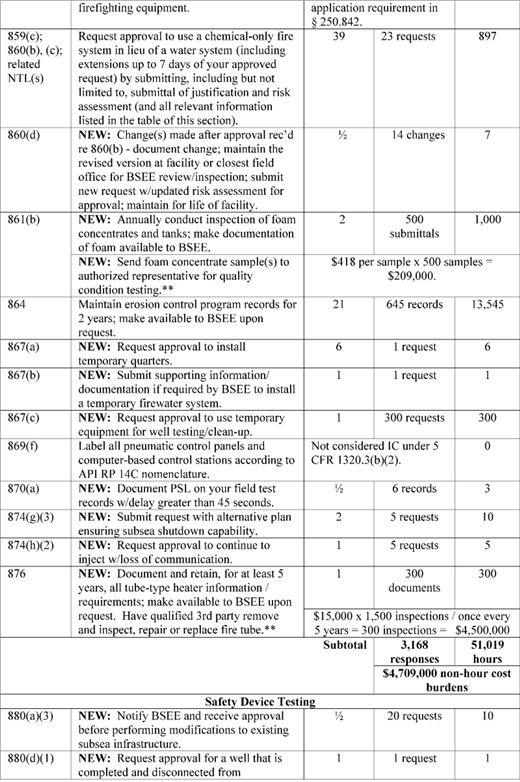 firefighting equipment.
application requirement in
§ 250.842.
859(c);
860(b), (c);
related
NTL(s)
Request approval to use a chemical-only fire
system in lieu of a water system (including
extensions up to 7 days of your approved
request) by submitting, including but not
limited to, submittal of justification and risk
assessment (and all relevant information
listed in the table of this section).
39
23 requests
897
860(d)
NEW: Change(s) made after approval rec'd
re 860(b) - document change; maintain the
revised version at facility or closest field
office for BSEE review/inspection; submit
new request w/updated risk assessment for
approval; maintain for life of facility.
½
14 changes
7
861(b)
NEW: Annually conduct inspection of foam
concentrates and tanks; make documentation
of foam available to BSEE.
2
500
submittals
1,000
NEW: Send foam concentrate sample(s) to
authorized representative for quality
condition testing.**
$418 per sample x 500 samples =
$209,000.
864
Maintain erosion control program records for
2 years; make available to BSEE upon
request.
21
645 records
13,545
867(a)
NEW: Request approval to install
temporary quarters.
6
1 request
6
867(b)
NEW: Submit supporting information/
documentation if required by BSEE to install
a temporary firewater system.
1
1 request
1
867(c)
NEW: Request approval to use temporary
equipment for well testing/clean-up.
1
300 requests
300
869(f)
Label all pneumatic control panels and
computer-based control stations according to
API RP 14C nomenclature.
Not considered IC under 5
CFR 1320.3(b)(2).
0
870(a)
NEW: Document PSL on your field test
records w/delay greater than 45 seconds.
½
6 records
3
874(g)(3)
NEW: Submit request with alternative plan
ensuring subsea shutdown capability.
2
5 requests
10
874(h)(2)
NEW: Request approval to continue to
inject w/loss of communication.
1
5 requests
5
876
NEW: Document and retain, for at least 5
years, all tube-type heater information /
requirements; make available to BSEE upon
request. Have qualified 3rd party remove
and inspect, repair or replace fire tube.**
1
300
documents
300
$15,000 x 1,500 inspections / once every
5 years = 300 inspections = $4,500,000
Subtotal
3,168
responses
51,019
hours
$4,709,000 non-hour cost
burdens
Safety Device Testing
880(a)(3)
NEW: Notify BSEE and receive approval
before performing modifications to existing
subsea infrastructure.
½
20 requests
10
880(d)(1)
NEW: Request approval for a well that is
completed and disconnected from
1
1 request
1